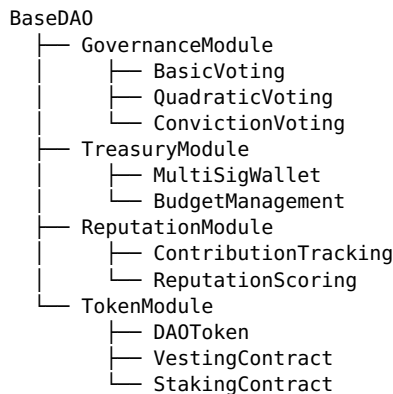 BaseDAO
├── GovernanceModule
│     ├── BasicVoting
│     ├── QuadraticVoting
│     └── ConvictionVoting
├── TreasuryModule
│     ├── MultiSigWallet
│     └── BudgetManagement
├── ReputationModule
│     ├── ContributionTracking
│     └── ReputationScoring
└── TokenModule
      ├── DAOToken
      ├── VestingContract
      └── StakingContract